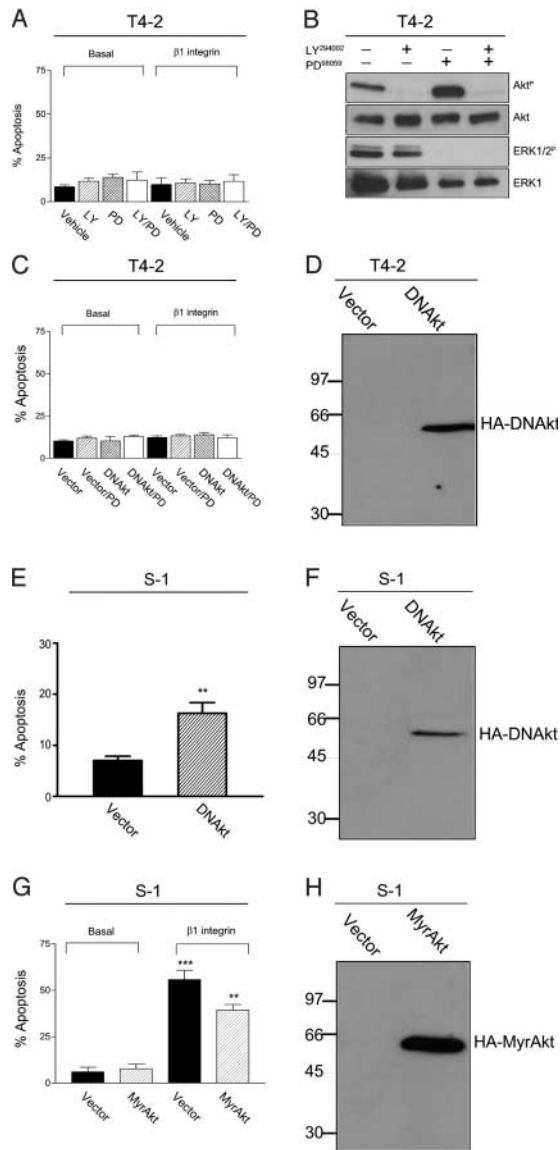 A
T4-2
Basal
β1 integrin
% Apoptosis
75
50
25
0
Vehicle
LY
PD
LY/PD
Vehicle
LY
PD
LY/PD
B
LY294002 – + – +
PD98059 – – + +
Aktᴾ
Akt
ERK1/2ᴾ
ERK1
C
T4-2
Basal
β1 integrin
% Apoptosis
75
50
25
0
Vector
Vector/PD
DNAkt
DNAkt/PD
Vector
Vector/PD
DNAkt
DNAkt/PD
D
T4-2
Vector
DNAkt
97
66
45
30
HA-DNAkt
E
S-1
% Apoptosis
30
20
10
0
**
Vector
DNAkt
F
S-1
Vector
DNAkt
97
66
45
30
HA-DNAkt
G
S-1
Basal
β1 integrin
% Apoptosis
75
50
25
0
***
**
Vector
MyrAkt
Vector
MyrAkt
H
S-1
Vector
MyrAkt
97
66
45
30
HA-MyrAkt